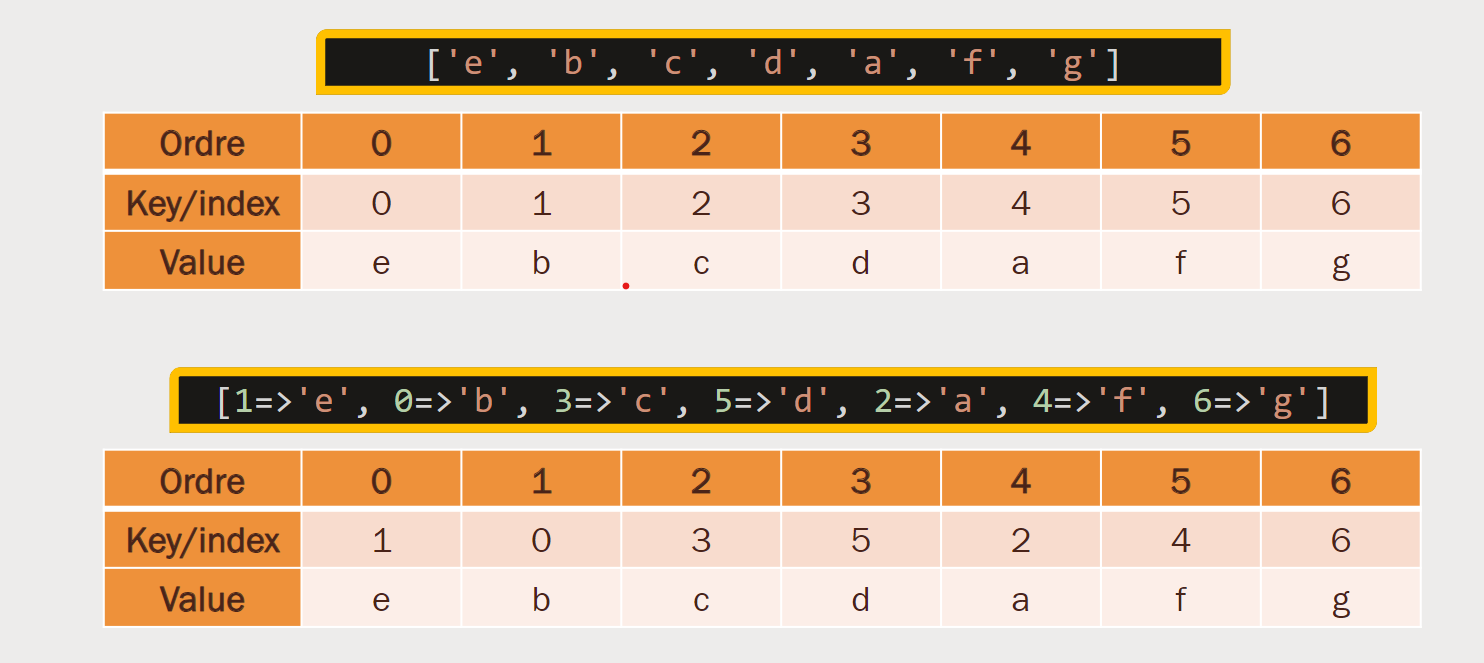 ['e', 'b', 'c', 'd', 'a', 'f', 'g']
Ordre 0 1 2 3 4 5 6
Key/index 0 1 2 3 4 5 6
Value e b c d a f g
[1=>'e', 0=>'b', 3=>'c', 5=>'d', 2=>'a', 4=>'f', 6=>'g']
Ordre 0 1 2 3 4 5 6
Key/index 1 0 3 5 2 4 6
Value e b c d a f g